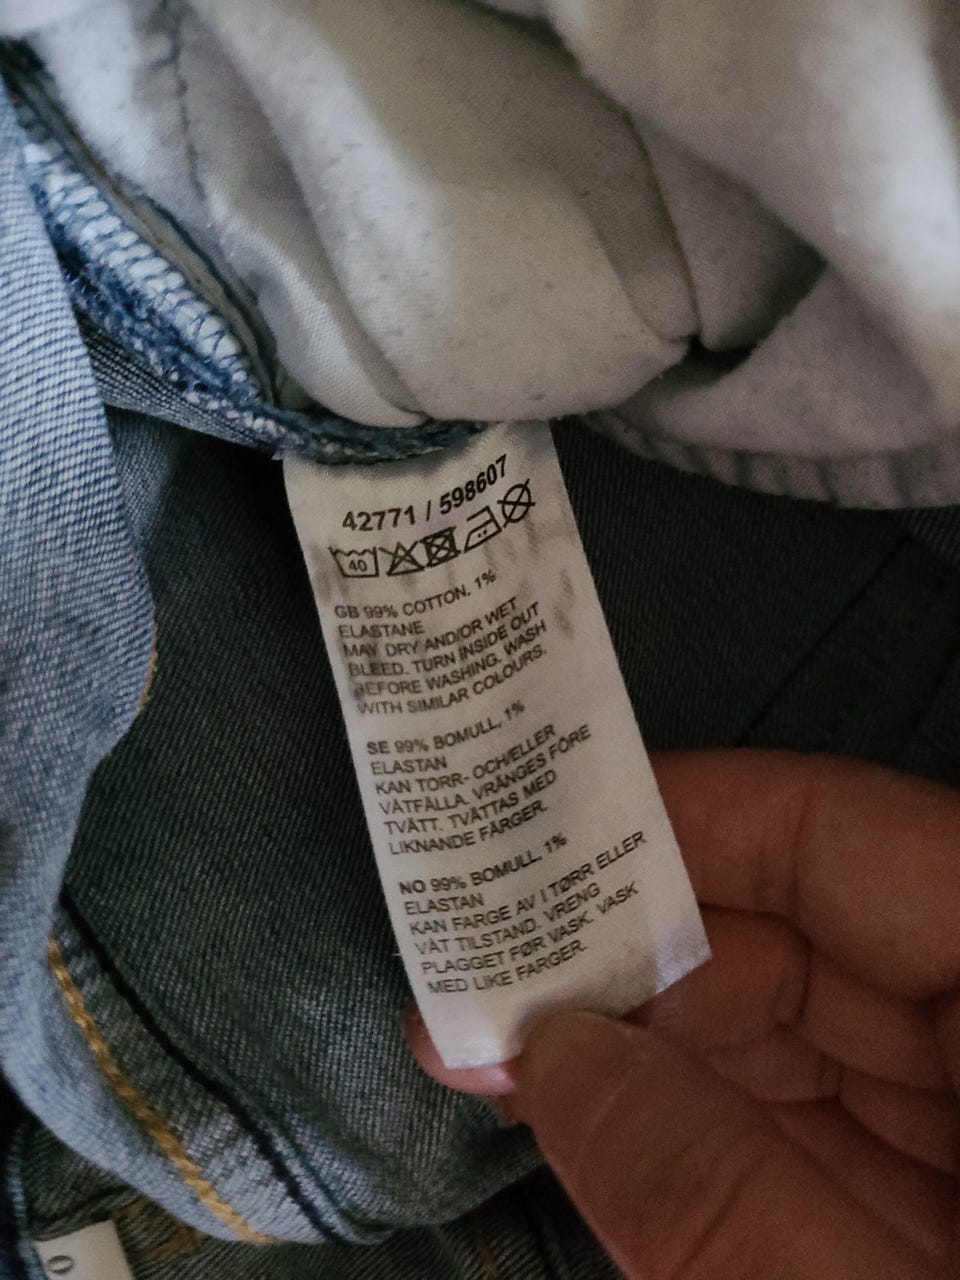 42771 / 598607
40
GB 99% COTTON, 1%
ELASTANE
MAY DRY AND/OR WET
BLEED. TURN INSIDE OUT
BEFORE WASHING. WASH
WITH SIMILAR COLOURS.
SE 99% BOMULL, 1%
ELASTAN
KAN TORR- OCH/ELLER
VÅTFÄLLA. VRÄNGES FÖRE
TVÄTT. TVÄTTAS MED
LIKNANDE FÄRGER.
NO 99% BOMULL, 1%
ELASTAN
KAN FARGE AV I TØRR ELLER
VÅT TILSTAND. VRENG
PLAGGET FØR VASK. VASK
MED LIKE FARGER.
0